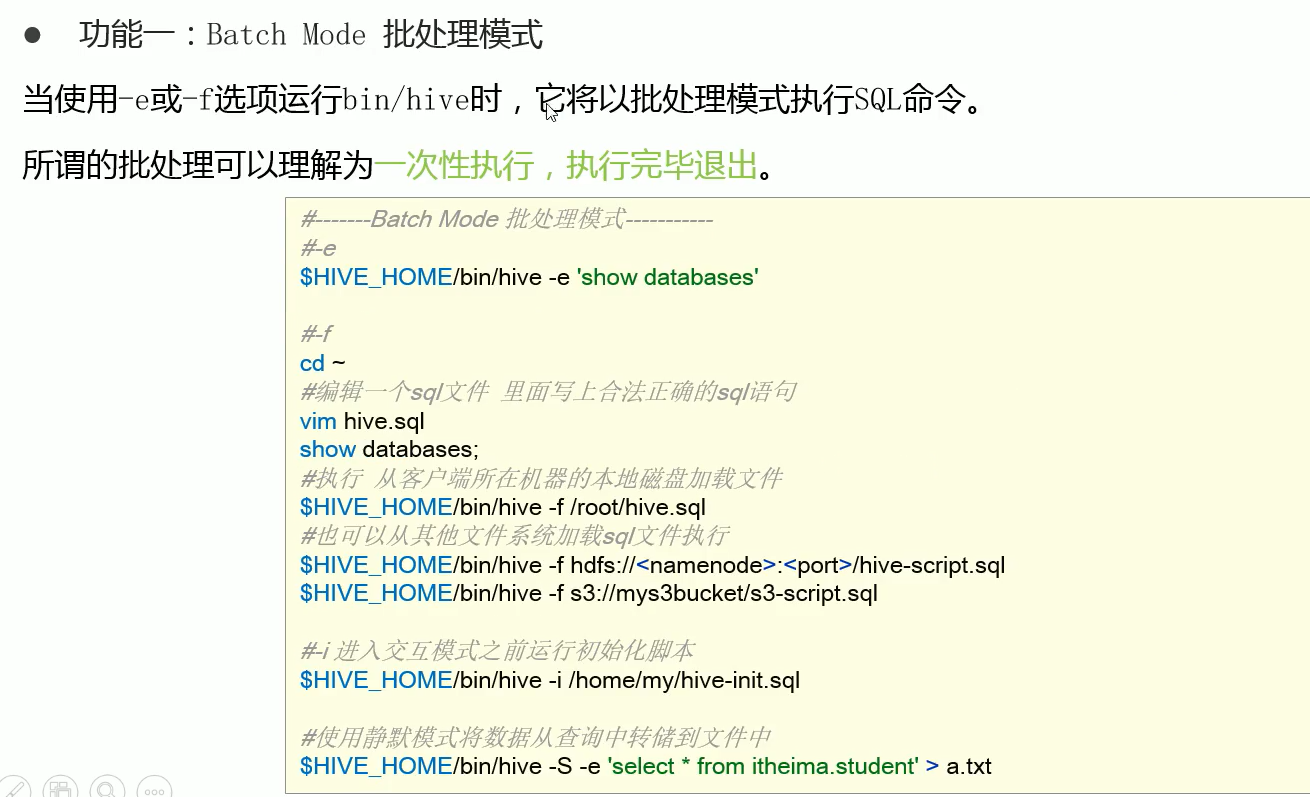 ● 功能一：Batch Mode 批处理模式
当使用-e或-f选项运行bin/hive时，它将以批处理模式执行SQL命令。
所谓的批处理可以理解为一次性执行，执行完毕退出。
#-------Batch Mode 批处理模式-----------
#-e
$HIVE_HOME/bin/hive -e 'show databases'
#-f
cd ~
#编辑一个sql文件 里面写上合法正确的sql语句
vim hive.sql
show databases;
#执行 从客户端所在机器的本地磁盘加载文件
$HIVE_HOME/bin/hive -f /root/hive.sql
#也可以从其他文件系统加载sql文件执行
$HIVE_HOME/bin/hive -f hdfs://<namenode>:<port>/hive-script.sql
$HIVE_HOME/bin/hive -f s3://mys3bucket/s3-script.sql
#-i 进入交互模式之前运行初始化脚本
$HIVE_HOME/bin/hive -i /home/my/hive-init.sql
#使用静默模式将数据从查询中转储到文件中
$HIVE_HOME/bin/hive -S -e 'select * from itheima.student' > a.txt